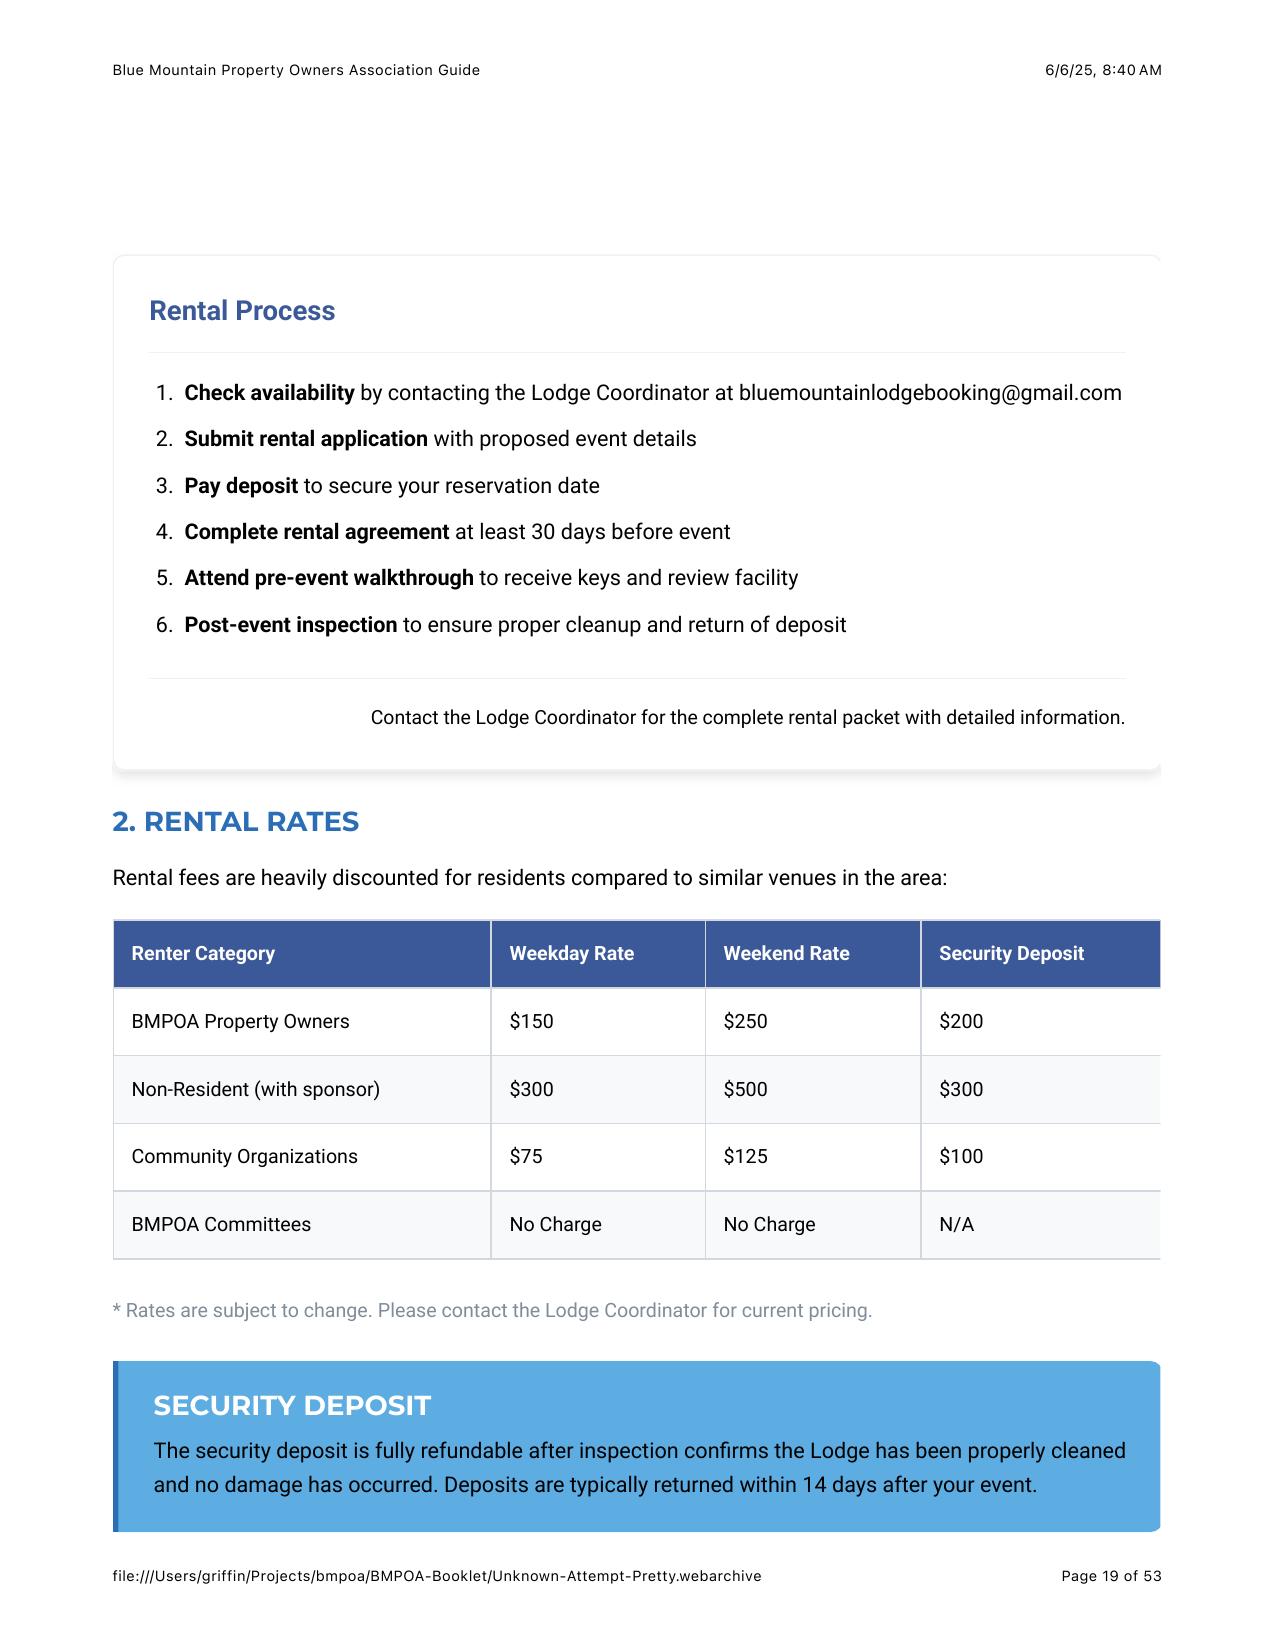 Blue Mountain Property Owners Association Guide 6/6/25, 8:40 AM
Rental Process
1. Check availability by contacting the Lodge Coordinator at bluemountainlodgebooking@gmail.com
2. Submit rental application with proposed event details
3. Pay deposit to secure your reservation date
4. Complete rental agreement at least 30 days before event
5. Attend pre-event walkthrough to receive keys and review facility
6. Post-event inspection to ensure proper cleanup and return of deposit
Contact the Lodge Coordinator for the complete rental packet with detailed information.
2. RENTAL RATES
Rental fees are heavily discounted for residents compared to similar venues in the area:
Renter Category Weekday Rate Weekend Rate Security Deposit
BMPOA Property Owners $150 $250 $200
Non-Resident (with sponsor) $300 $500 $300
Community Organizations $75 $125 $100
BMPOA Committees No Charge No Charge N/A
* Rates are subject to change. Please contact the Lodge Coordinator for current pricing.
SECURITY DEPOSIT
The security deposit is fully refundable after inspection confirms the Lodge has been properly cleaned
and no damage has occurred. Deposits are typically returned within 14 days after your event.
file:///Users/griffin/Projects/bmpoa/BMPOA-Booklet/Unknown-Attempt-Pretty.webarchive Page 19 of 53